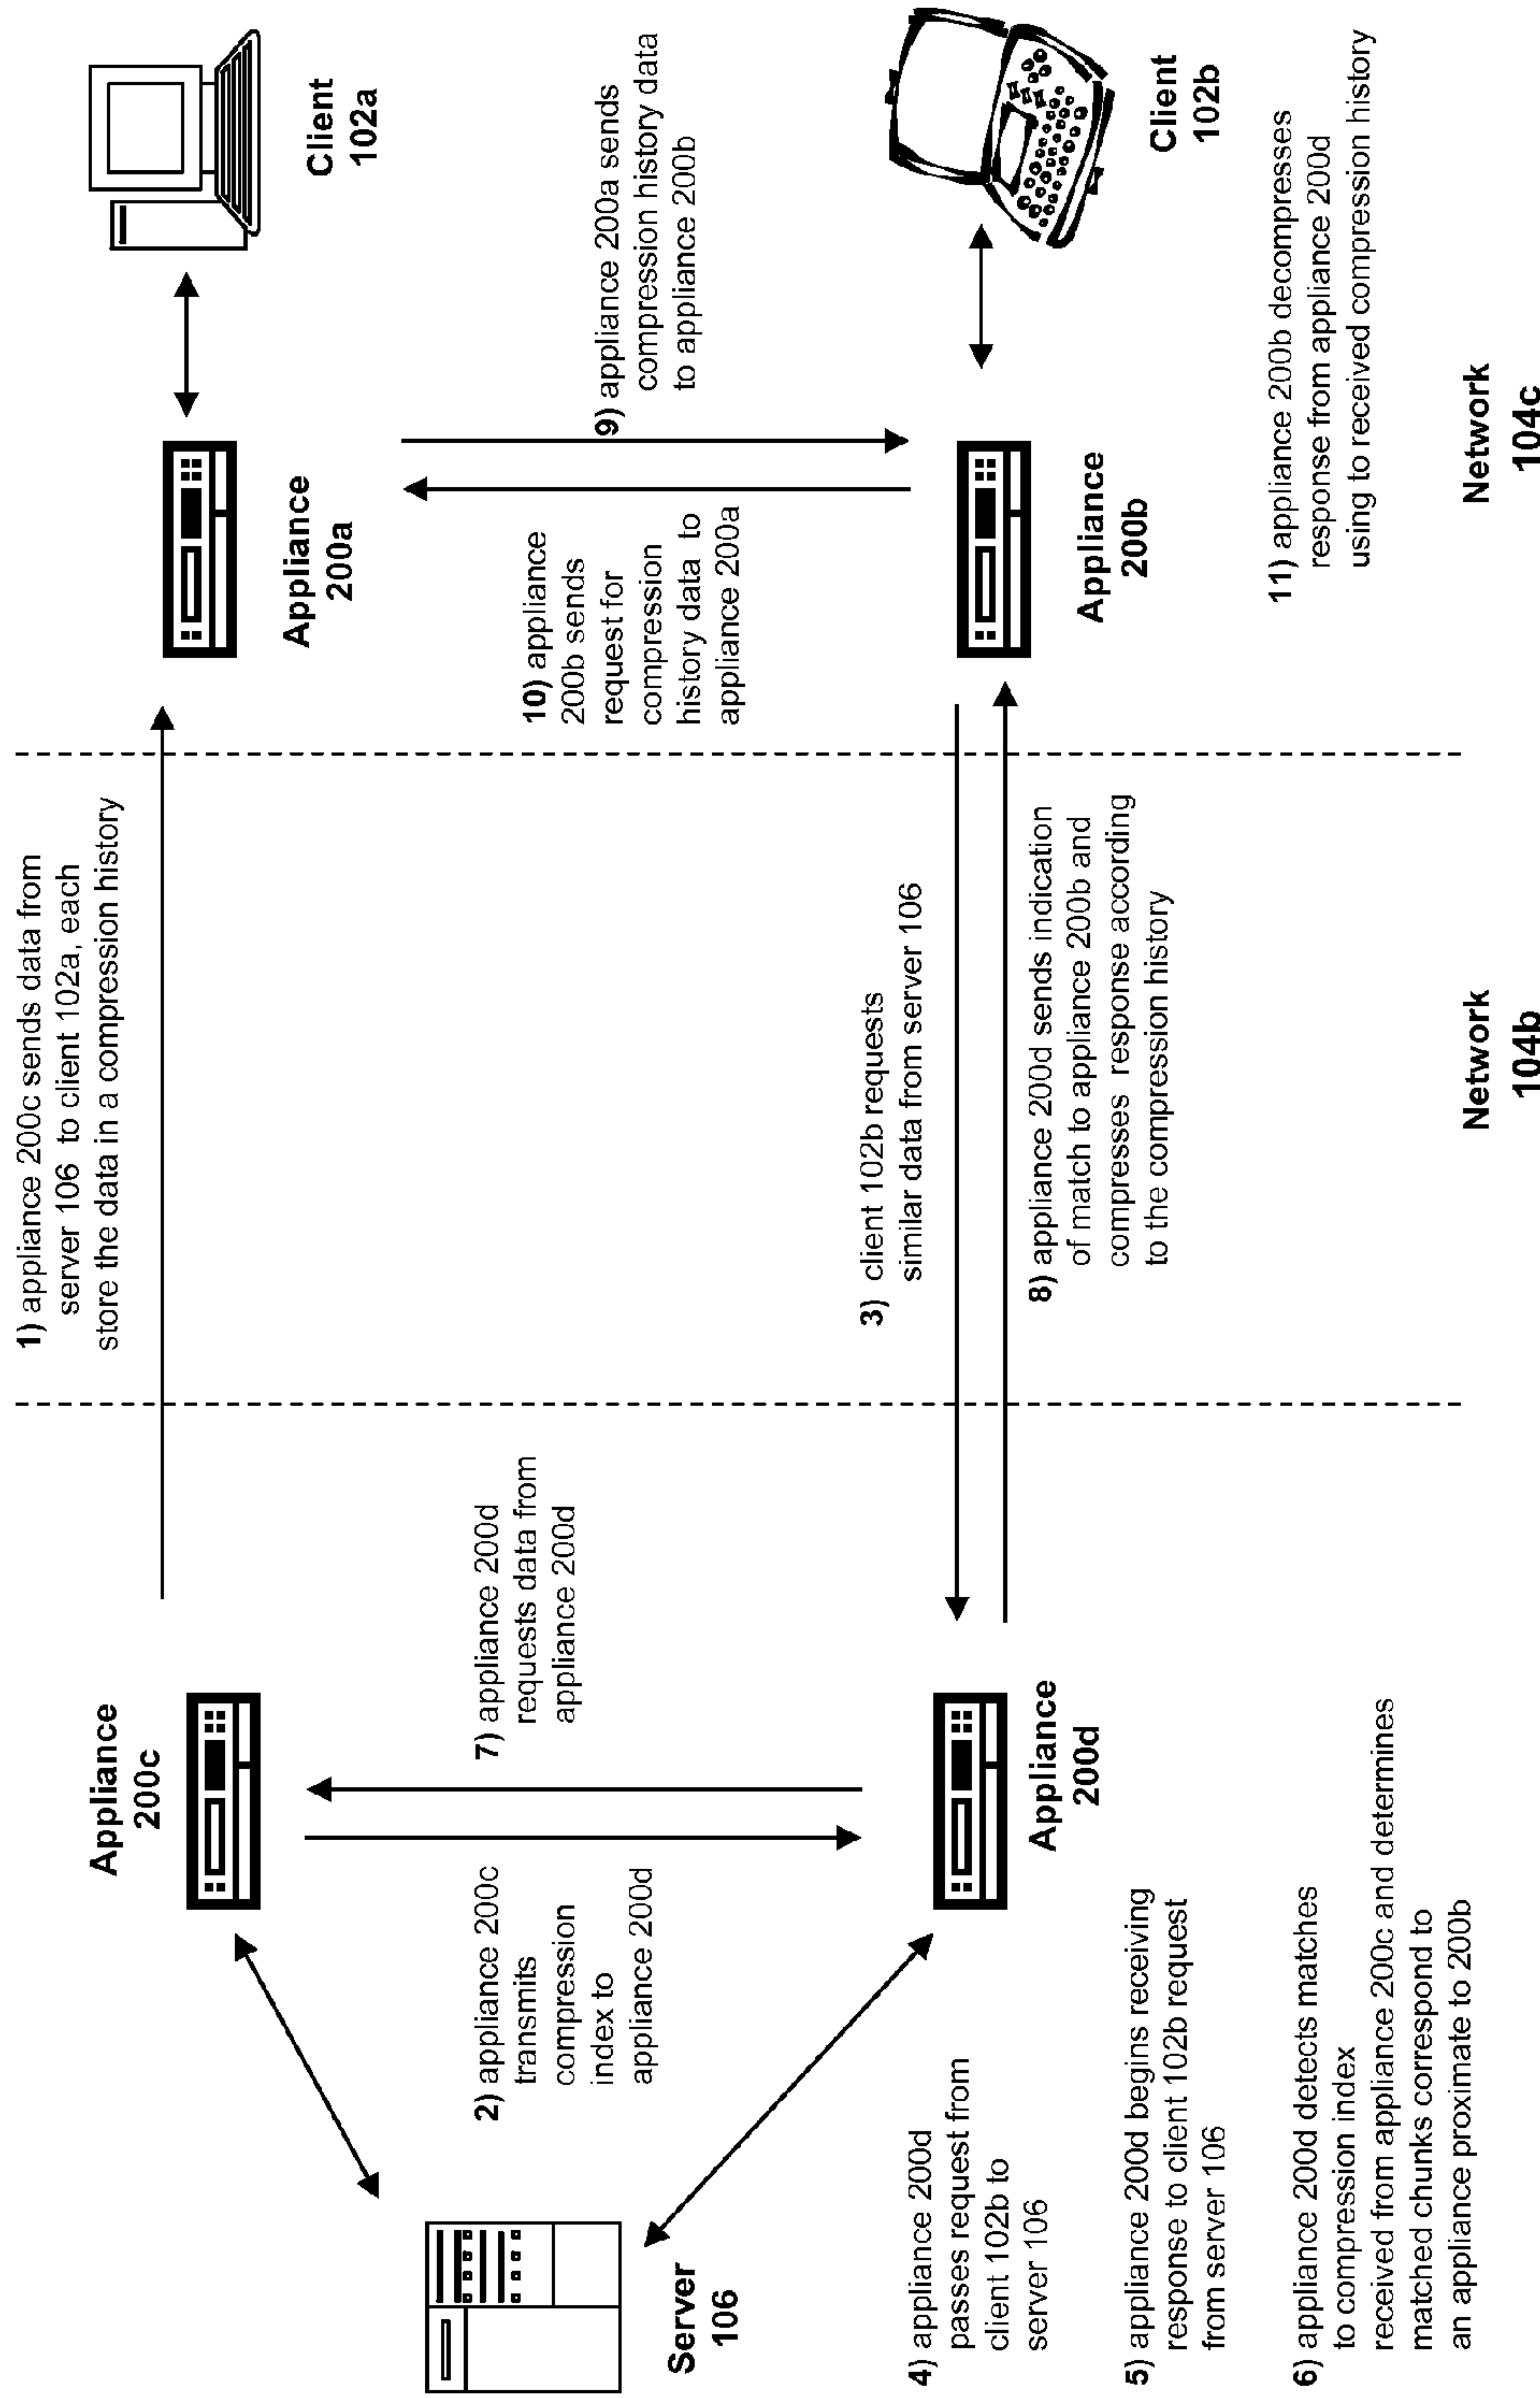 1) appliance 200c sends data from
server 106 to client 102a, each
store the data in a compression history
Appliance
200c
Appliance
200a
Client
102a
2) appliance 200c
transmits
compression
index to
appliance 200d
7) appliance 200d
requests data from
appliance 200d
10) appliance
200b sends
request for
compression
history data to
appliance 200a
9) appliance 200a sends
compression history data
to appliance 200b
Server
106
3) client 102b requests
similar data from server 106
4) appliance 200d
passes request from
client 102b to
server 106
Appliance
200d
8) appliance 200d sends indication
of match to appliance 200b and
compresses response according
to the compression history
Appliance
200b
Client
102b
5) appliance 200d begins receiving
response to client 102b request
from server 106
6) appliance 200d detects matches
to compression index
received from appliance 200c and determines
matched chunks correspond to
an appliance proximate to 200b
11) appliance 200b decompresses
response from appliance 200d
using to received compression history
Network
104b
Network
104c